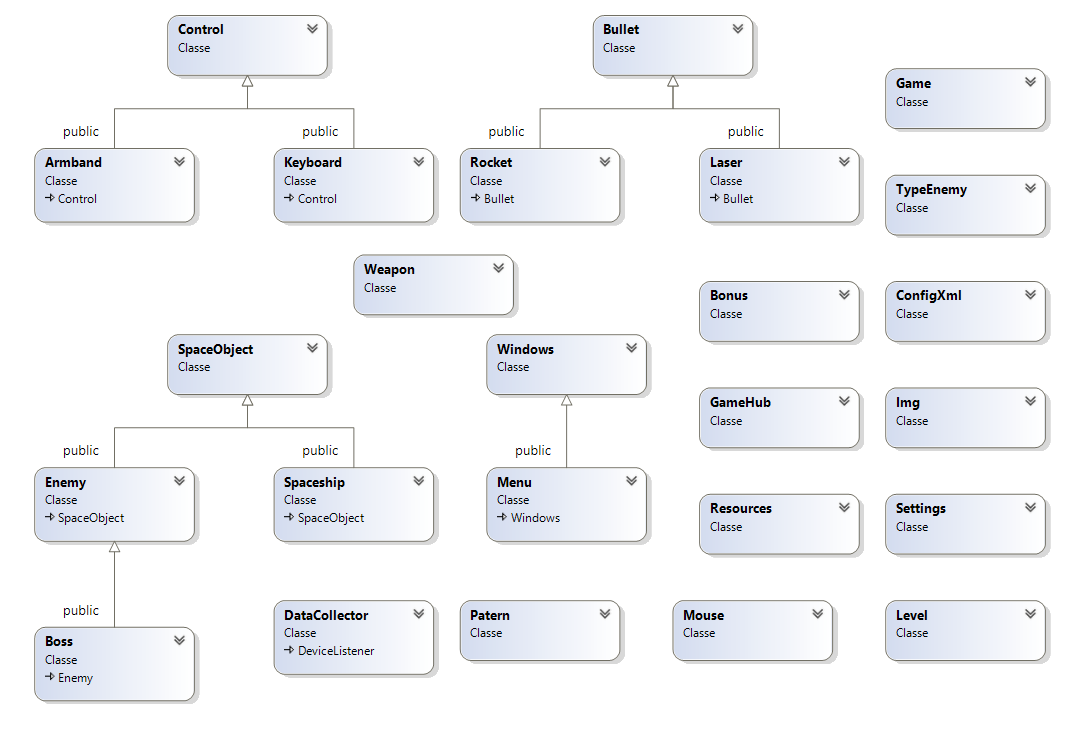 Control
Classe
Bullet
Classe
Game
Classe
public
public
public
public
Armband
Classe
Control
Keyboard
Classe
Control
Rocket
Classe
Bullet
Laser
Classe
Bullet
TypeEnemy
Classe
Weapon
Classe
Bonus
Classe
ConfigXml
Classe
SpaceObject
Classe
Windows
Classe
GameHub
Classe
Img
Classe
public
public
public
Enemy
Classe
SpaceObject
Spaceship
Classe
SpaceObject
Menu
Classe
Windows
Resources
Classe
Settings
Classe
public
Boss
Classe
Enemy
DataCollector
Classe
DeviceListener
Patern
Classe
Mouse
Classe
Level
Classe